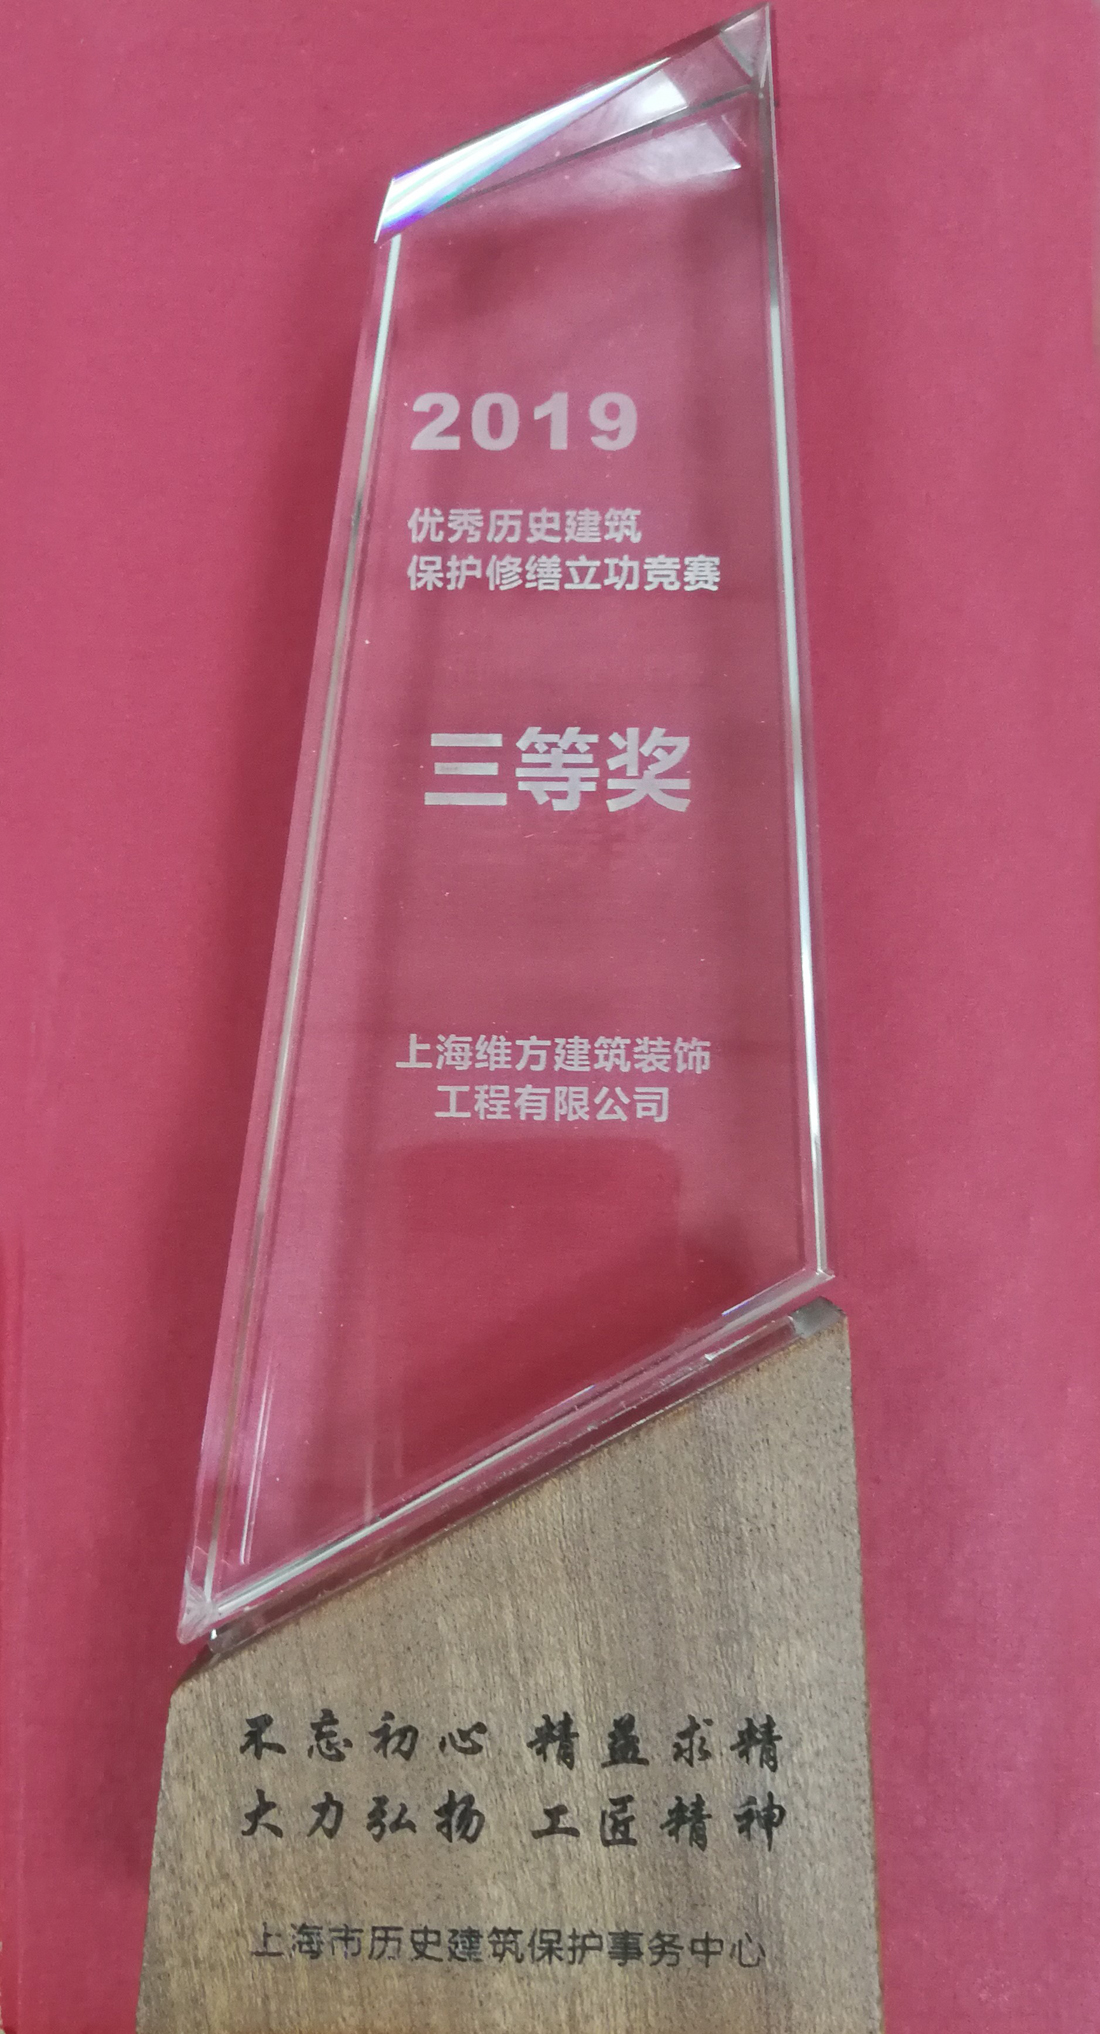 2019
优秀历史建筑
保护修缮立功竞赛
三等奖
上海维方建筑装饰
工程有限公司
不忘初心 精益求精
大力弘扬 工匠精神
上海市历史建筑保护事务中心